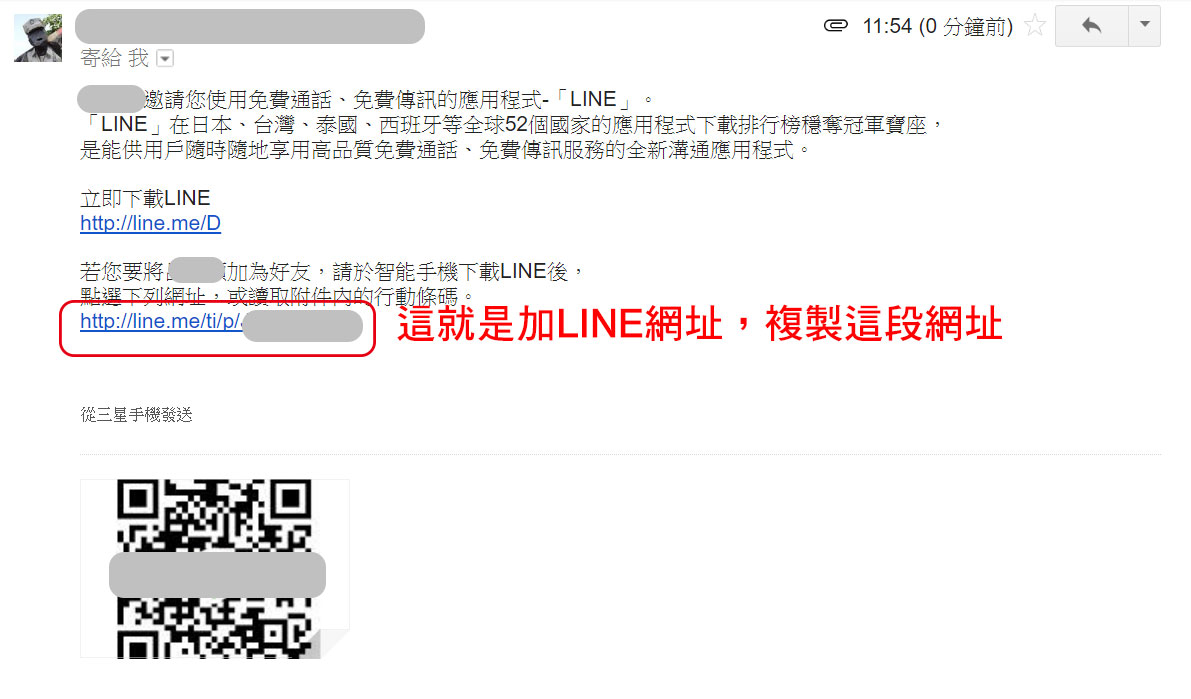 11:54 (0 分鐘前)
寄給 我
邀請您使用免費通話、免費傳訊的應用程式-「LINE」。
「LINE」在日本、台灣、泰國、西班牙等全球52個國家的應用程式下載排行榜穩奪冠軍寶座，
是能供用戶隨時隨地享用高品質免費通話、免費傳訊服務的全新溝通應用程式。
立即下載LINE
http://line.me/D
若您要將 加為好友，請於智能手機下載LINE後，
點選下列網址，或讀取附件內的行動條碼。
http://line.me/ti/p/
這就是加LINE網址，複製這段網址
從三星手機發送